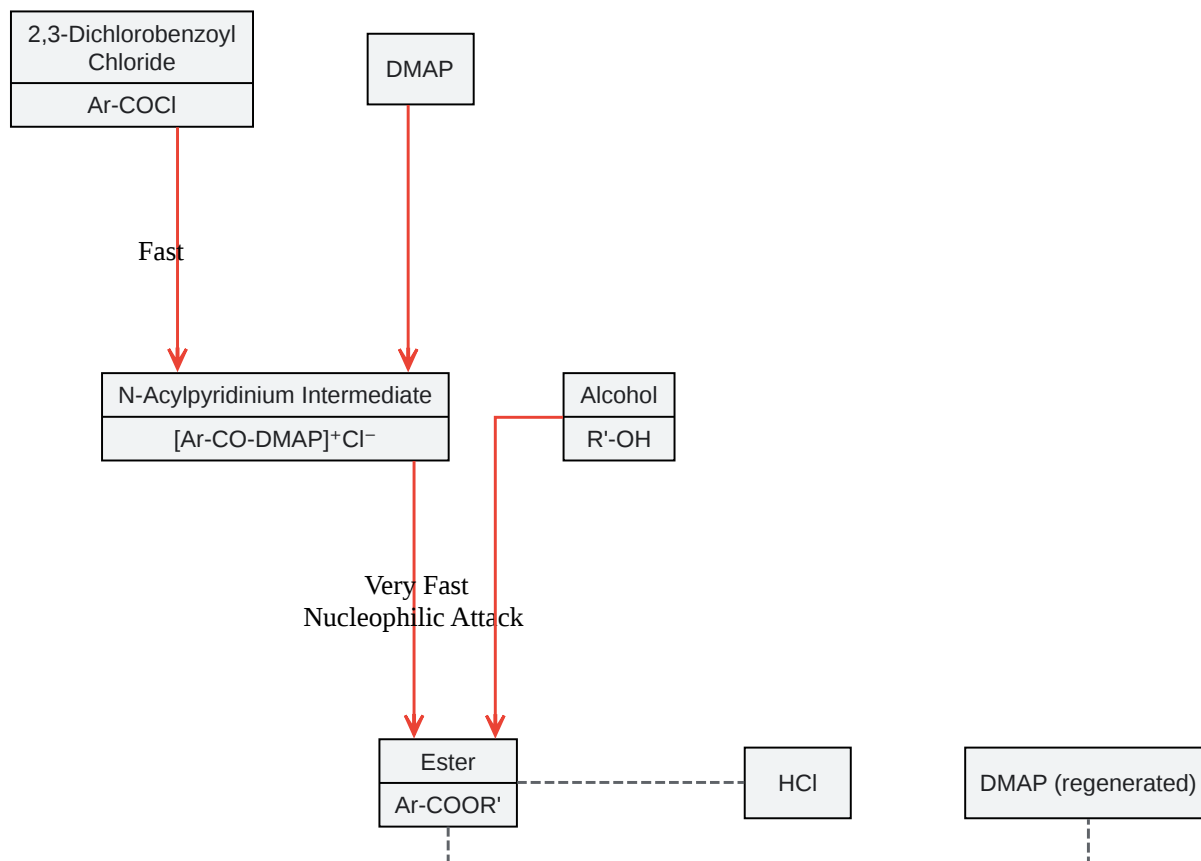 2,3-Dichlorobenzoyl
Chloride
Ar-COCl
DMAP
Fast
N-Acylpyridinium Intermediate
[Ar-CO-DMAP]⁺Cl⁻
Alcohol
R'-OH
Very Fast
Nucleophilic Attack
Ester
Ar-COOR'
HCl
DMAP (regenerated)